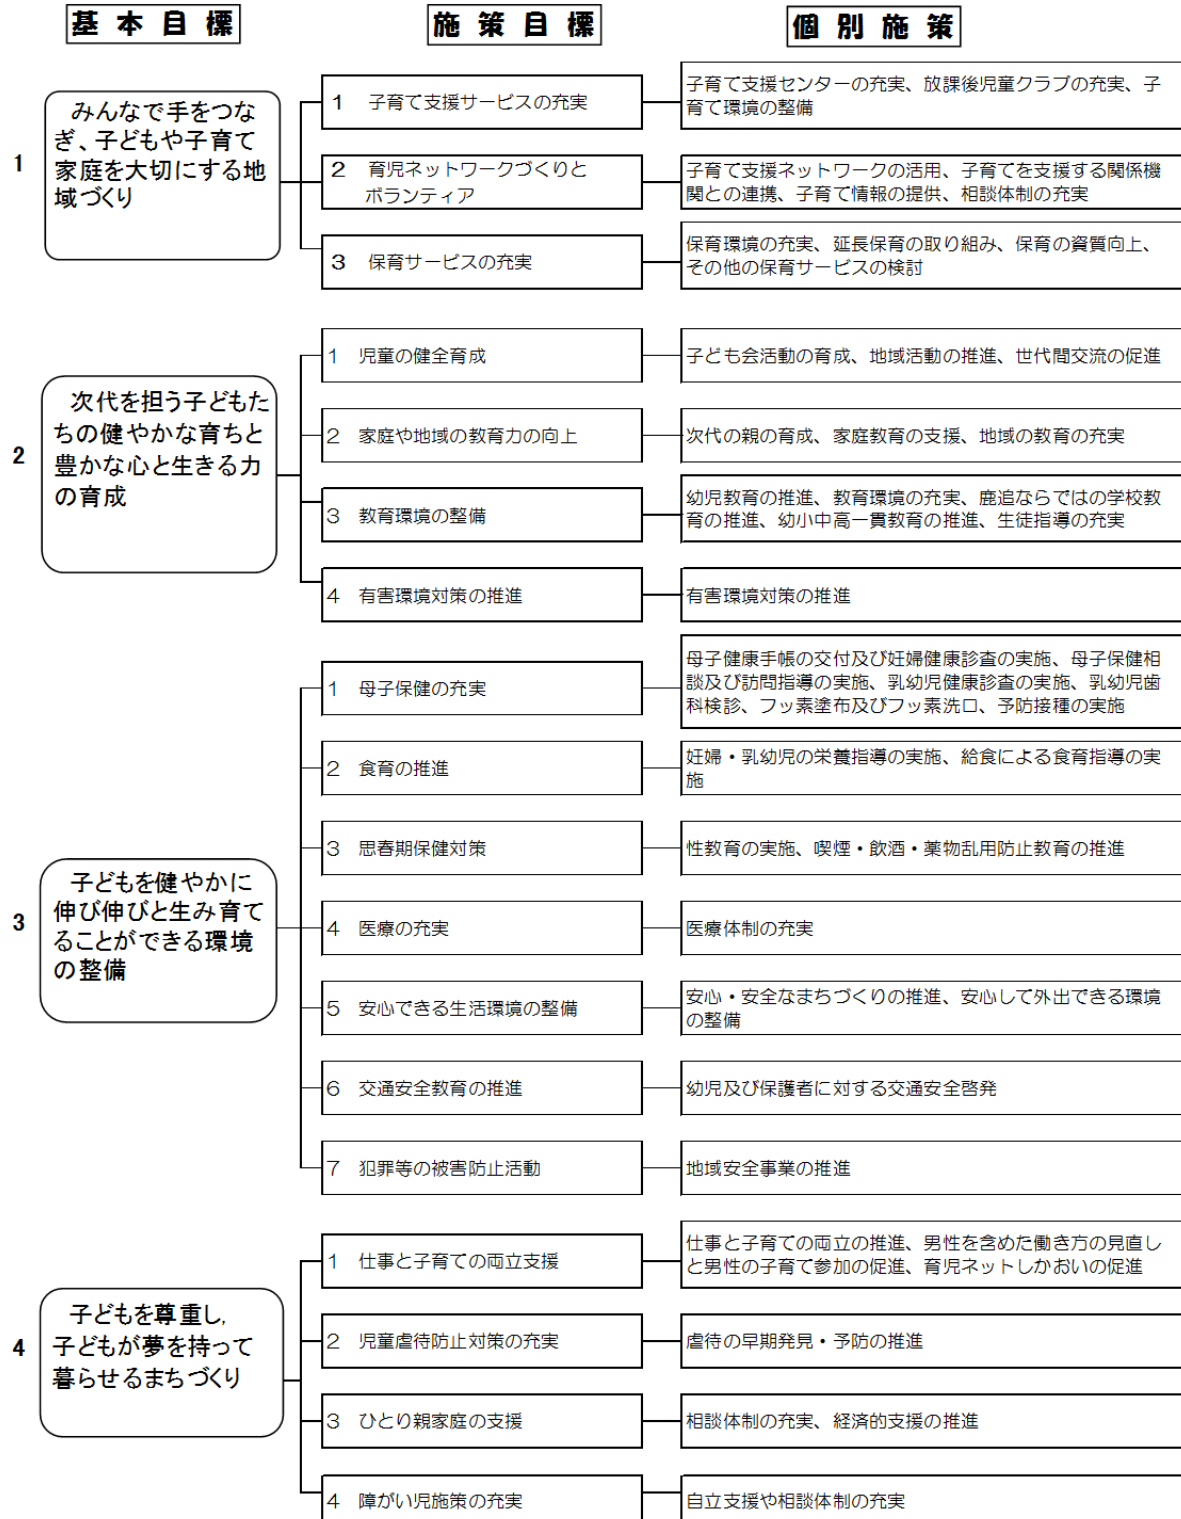 基本目標 施策目標 個別施策
1
みんなで手をつな
ぎ、子どもや子育て
家庭を大切にする地
域づくり
1 子育て支援サービスの充実
子育て支援センターの充実、放課後児童クラブの充実、子
育て環境の整備
2 育児ネットワークづくりと
ボランティア
子育て支援ネットワークの活用、子育てを支援する関係機
関との連携、子育て情報の提供、相談体制の充実
3 保育サービスの充実
保育環境の充実、延長保育の取り組み、保育の資質向上、
その他の保育サービスの検討
2
次代を担う子どもた
ちの健やかな育ちと
豊かな心と生きる力
の育成
1 児童の健全育成
子ども会活動の育成、地域活動の推進、世代間交流の促進
2 家庭や地域の教育力の向上
次代の親の育成、家庭教育の支援、地域の教育の充実
3 教育環境の整備
幼児教育の推進、教育環境の充実、鹿追ならではの学校教
育の推進、幼小中高一貫教育の推進、生徒指導の充実
4 有害環境対策の推進
有害環境対策の推進
3
子どもを健やかに
伸び伸びと生み育て
ることができる環境
の整備
1 母子保健の充実
母子健康手帳の交付及び妊婦健康診査の実施、母子保健相
談及び訪問指導の実施、乳幼児健康診査の実施、乳幼児歯
科検診、フッ素塗布及びフッ素洗口、予防接種の実施
2 食育の推進
妊婦・乳幼児の栄養指導の実施、給食による食育指導の実
施
3 思春期保健対策
性教育の実施、喫煙・飲酒・薬物乱用防止教育の推進
4 医療の充実
医療体制の充実
5 安心できる生活環境の整備
安心・安全なまちづくりの推進、安心して外出できる環境
の整備
6 交通安全教育の推進
幼児及び保護者に対する交通安全啓発
7 犯罪等の被害防止活動
地域安全事業の推進
4
子どもを尊重し,
子どもが夢を持って
暮らせるまちづくり
1 仕事と子育ての両立支援
仕事と子育ての両立の推進、男性を含めた働き方の見直し
と男性の子育て参加の促進、育児ネットしかおいの促進
2 児童虐待防止対策の充実
虐待の早期発見・予防の推進
3 ひとり親家庭の支援
相談体制の充実、経済的支援の推進
4 障がい児施策の充実
自立支援や相談体制の充実